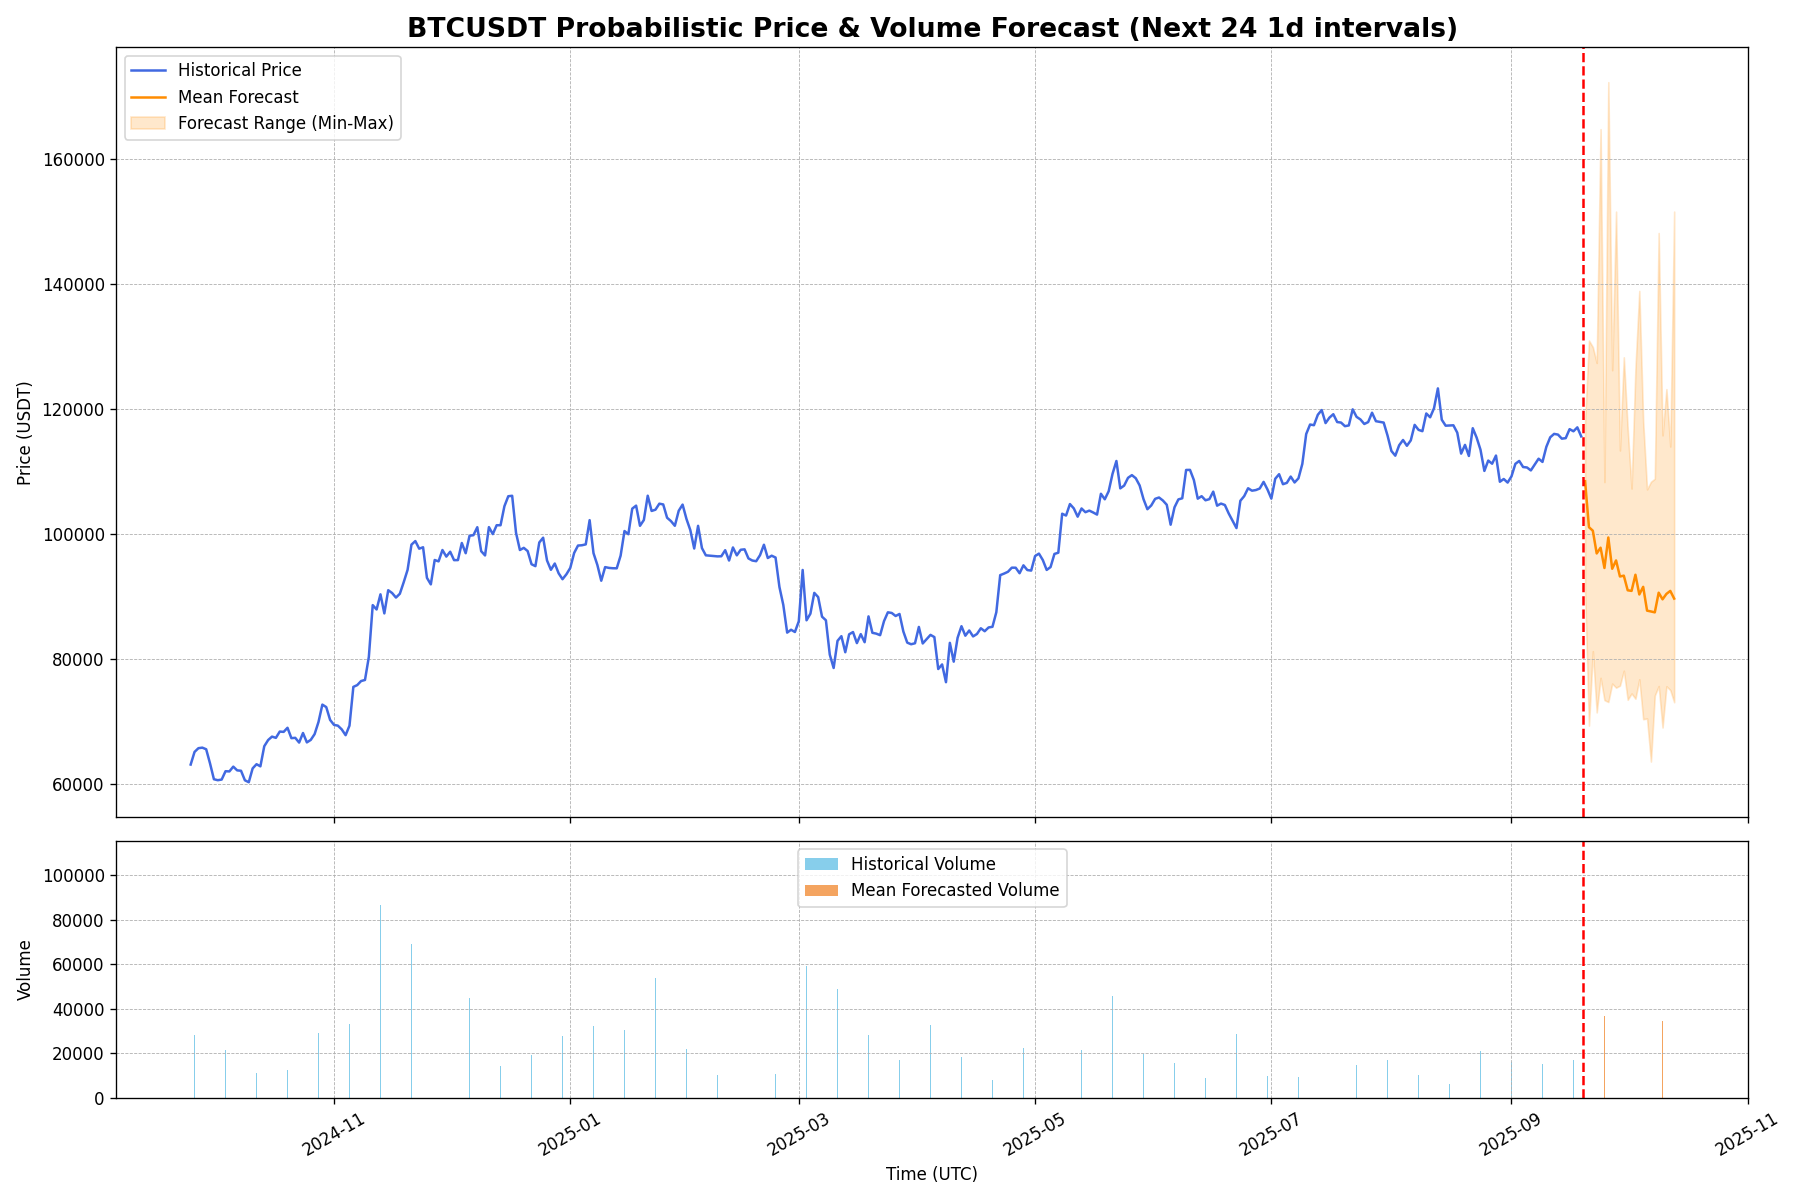 BTCUSDT Probabilistic Price & Volume Forecast (Next 24 1d intervals)
Historical Price
Mean Forecast
Forecast Range (Min-Max)
Price (USDT)
160000
140000
120000
100000
80000
60000
Historical Volume
Mean Forecasted Volume
Volume
100000
80000
60000
40000
20000
0
2024-11
2025-01
2025-03
2025-05
2025-07
2025-09
2025-11
Time (UTC)